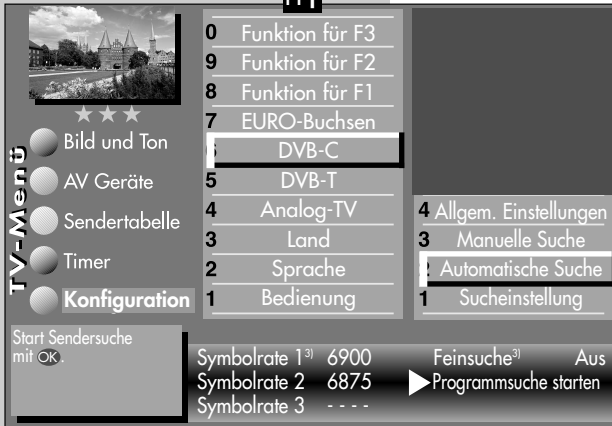 TV-Menü
Bild und Ton
AV Geräte
Sendertabelle
Timer
Konfiguration
0 Funktion für F3
9 Funktion für F2
8 Funktion für F1
7 EURO-Buchsen
DVB-C
5 DVB-T
4 Analog-TV
3 Land
2 Sprache
1 Bedienung
4 Allgem. Einstellungen
3 Manuelle Suche
2 Automatische Suche
1 Sucheinstellung
Start Sendersuche
mit OK.
Symbolrate 1³⁾ 6900 Feinsuche³⁾ Aus
Symbolrate 2 6875 Programmsuche starten
Symbolrate 3 - - - -